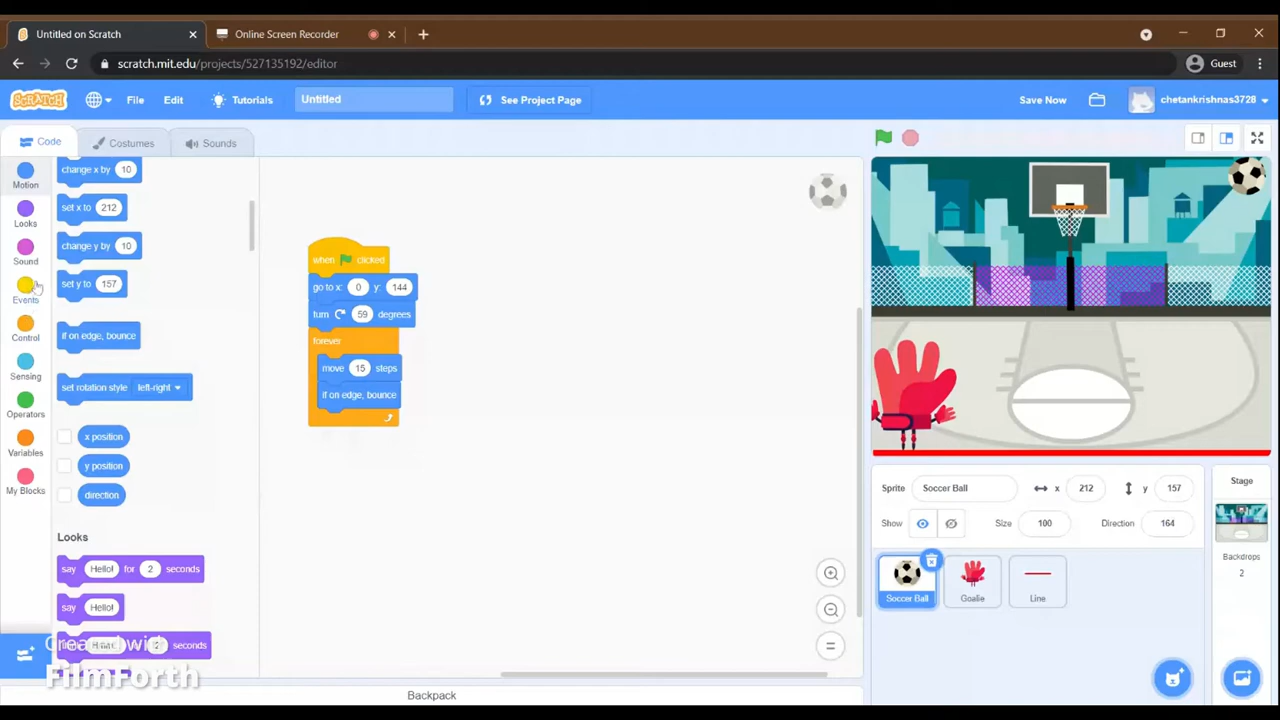 Untitled on Scratch
Online Screen Recorder
scratch.mit.edu/projects/527135192/editor
Guest
SCRATCH
File
Edit
Tutorials
Untitled
See Project Page
Save Now
chetankrishnas3728
Code
Costumes
Sounds
Motion
Looks
Sound
Events
Control
Sensing
Operators
Variables
My Blocks
change x by 10
set x to 212
change y by 10
set y to 157
if on edge, bounce
set rotation style left-right
x position
y position
direction
Looks
say Hello! for 2 seconds
say Hello!
seconds
when clicked
go to x: 0 y: 144
turn 59 degrees
forever
move 15 steps
if on edge, bounce
Sprite Soccer Ball x 212 y 157
Show Size 100 Direction 164
Soccer Ball
Goalie
Line
Stage
Backdrops
2
Backpack
Created with
FilmForth